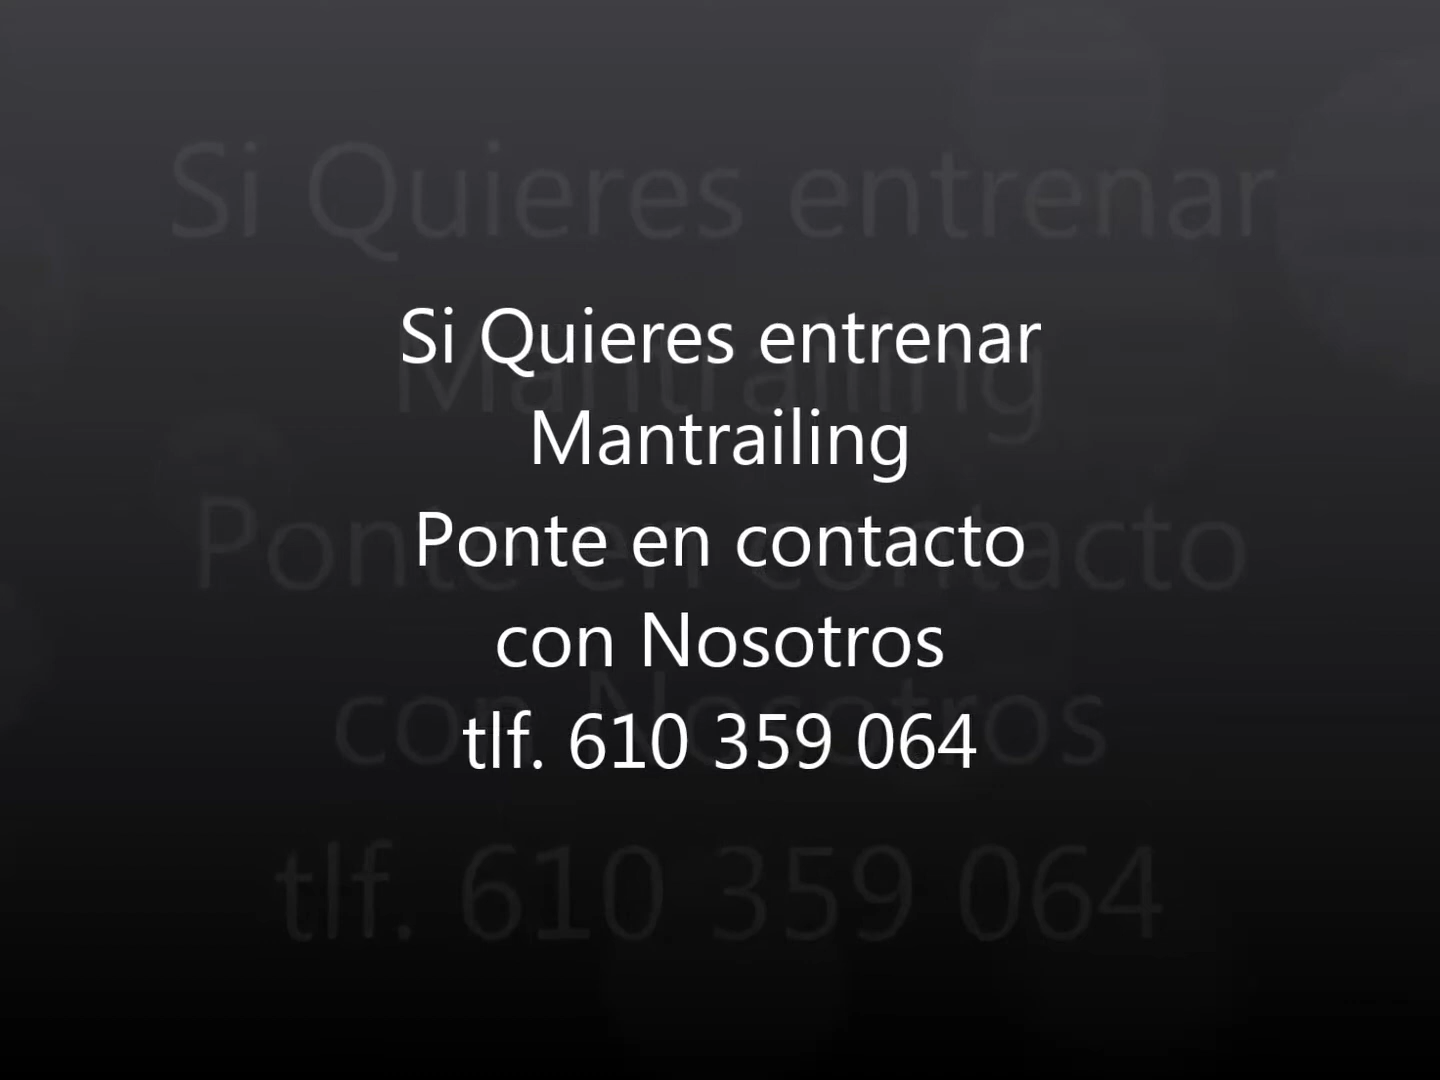 Si Quieres entrenar
Mantrailing
Ponte en contacto
con Nosotros
tlf. 610 359 064